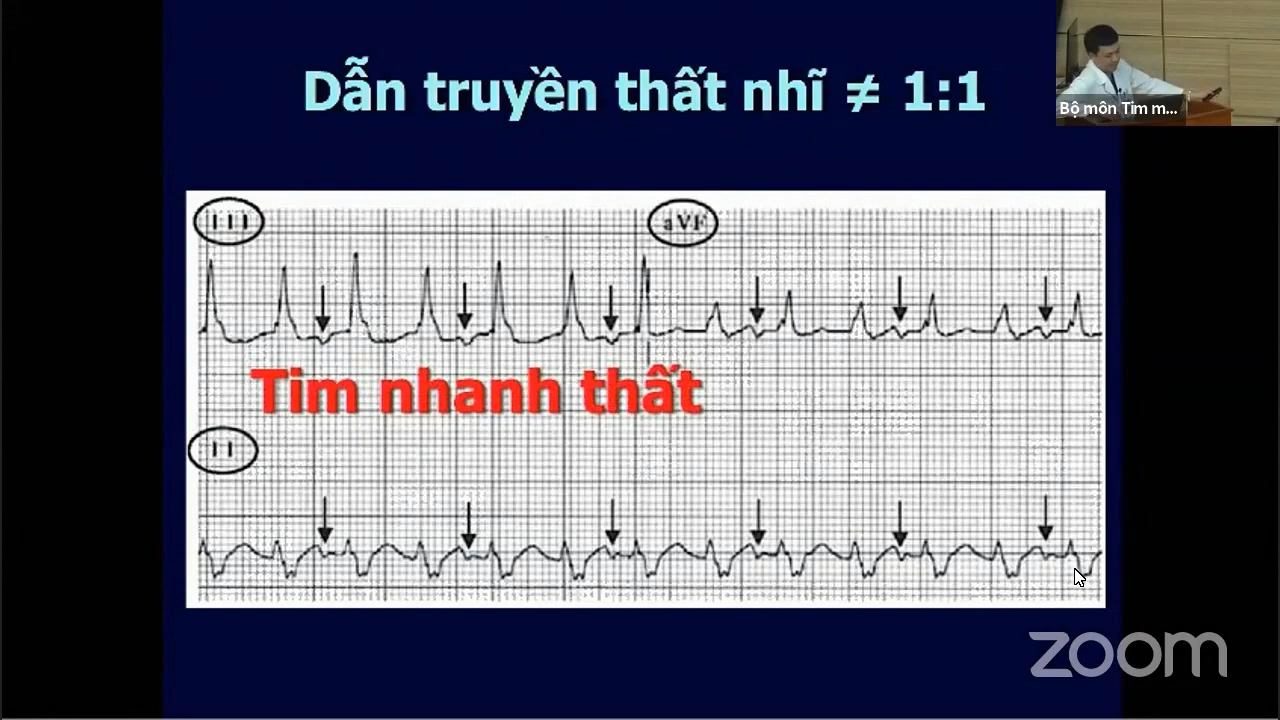 Dẫn truyền thất nhĩ ≠ 1:1
Bộ môn Tim m...
III
aVF
Tim nhanh thất
II
zoom